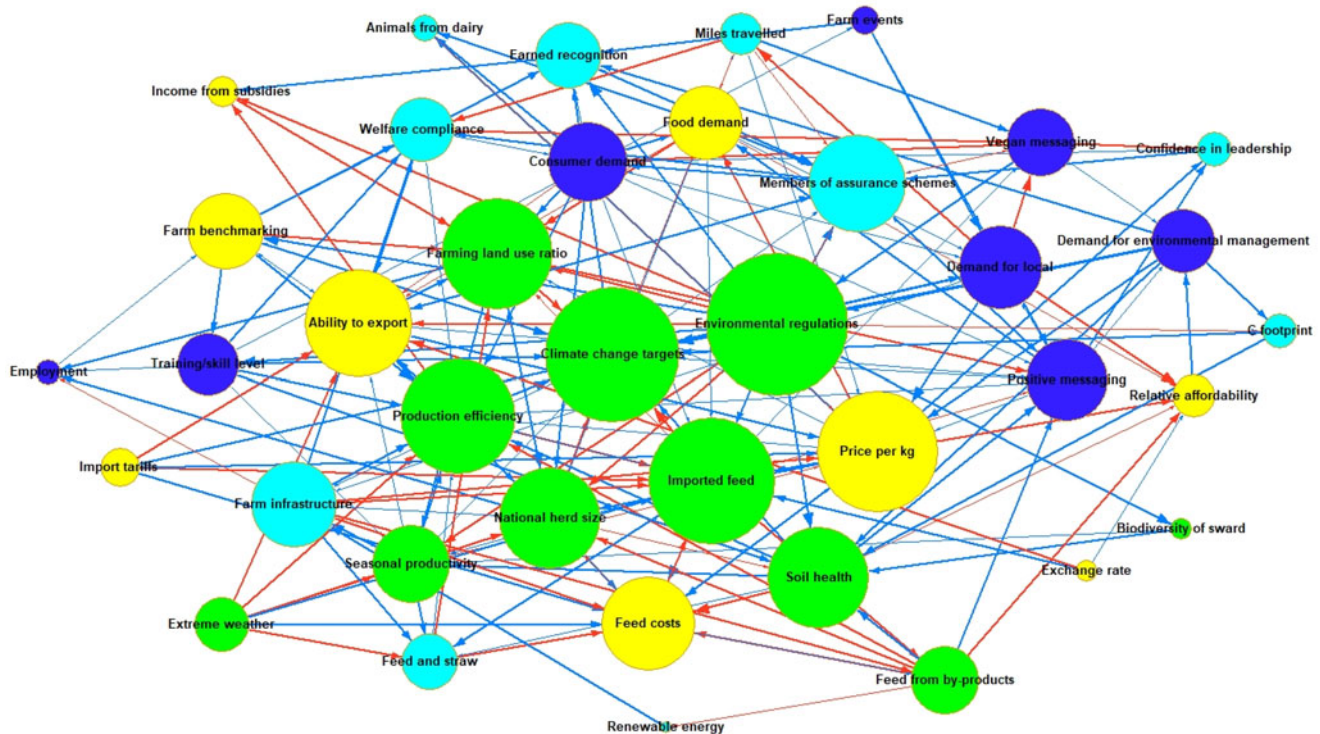 Farm events
Animals from dairy
Miles travelled
Earned recognition
Income from subsidies
Food demand
Welfare compliance
Vegan messaging
Confidence in leadership
Consumer demand
Members of assurance schemes
Farm benchmarking
Demand for environmental management
Farming land use ratio
Demand for local
Ability to export
Environmental regulations
C footprint
Climate change targets
Employment
Training/skill level
Positive messaging
Relative affordability
Production efficiency
Price per kg
Import tariffs
Imported feed
Farm infrastructure
National herd size
Biodiversity of sward
Seasonal productivity
Exchange rate
Soil health
Extreme weather
Feed costs
Feed and straw
Feed from by-products
Renewable energy